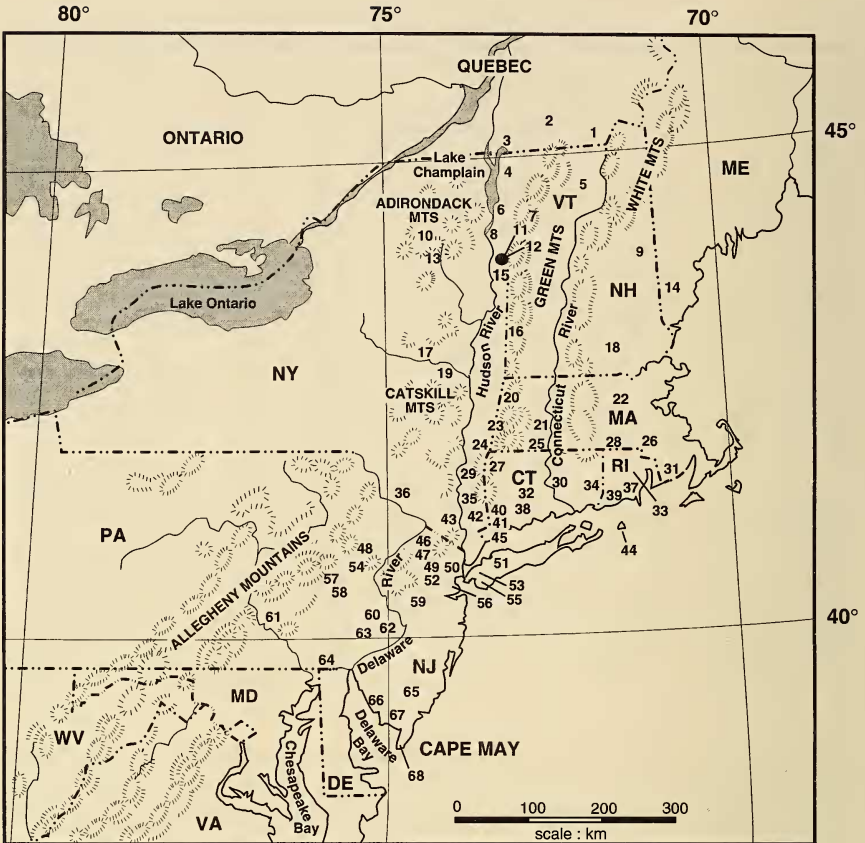 80°
75°
70°
QUEBEC
ONTARIO
2
1
3
45°
Lake
Champlain
4
5
WHITE MTS
ME
VT
ADIRONDACK
MTS
6
7
8
11
10
12
9
13
15
GREEN MTS
14
NH
Lake Ontario
River
16
Hudson River
18
17
19
NY
CATSKILL
MTS
20
22
MA
Connecticut
23
21
24
25
28
26
27
RI
31
29
CT
30
34
37
32
36
35
39
33
40
38
43
42
41
44
PA
46
45
48
47
River
54
49
50
51
ALLEGHENY MOUNTAINS
57
52
53
58
59
56
55
61
60
62
63
40°
64
Delaware
NJ
MD
66
65
67
WV
Chesapeake
Bay
Delaware
Bay
CAPE MAY
68
DE
VA
0
100
200
300
scale : km